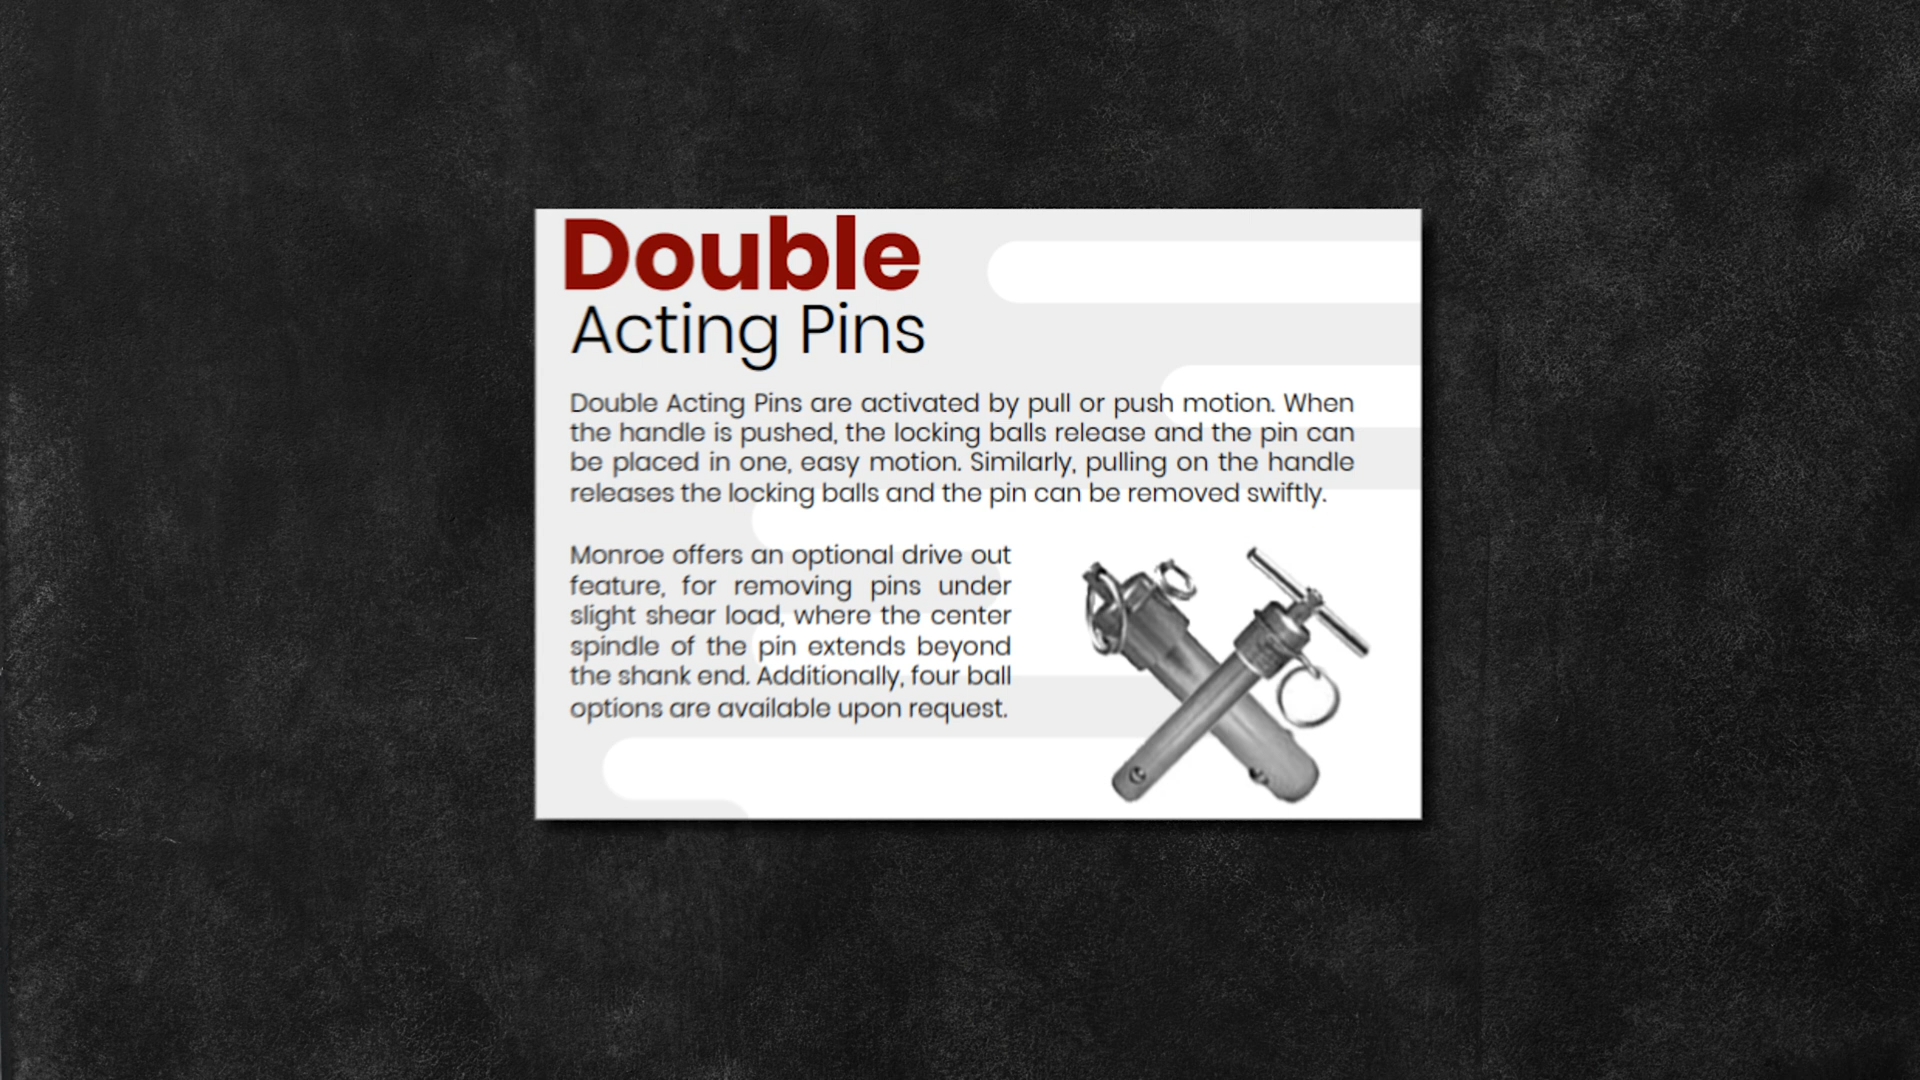 Double
Acting Pins
Double Acting Pins are activated by pull or push motion. When
the handle is pushed, the locking balls release and the pin can
be placed in one, easy motion. Similarly, pulling on the handle
releases the locking balls and the pin can be removed swiftly.
Monroe offers an optional drive out
feature, for removing pins under
slight shear load, where the center
spindle of the pin extends beyond
the shank end. Additionally, four ball
options are available upon request.